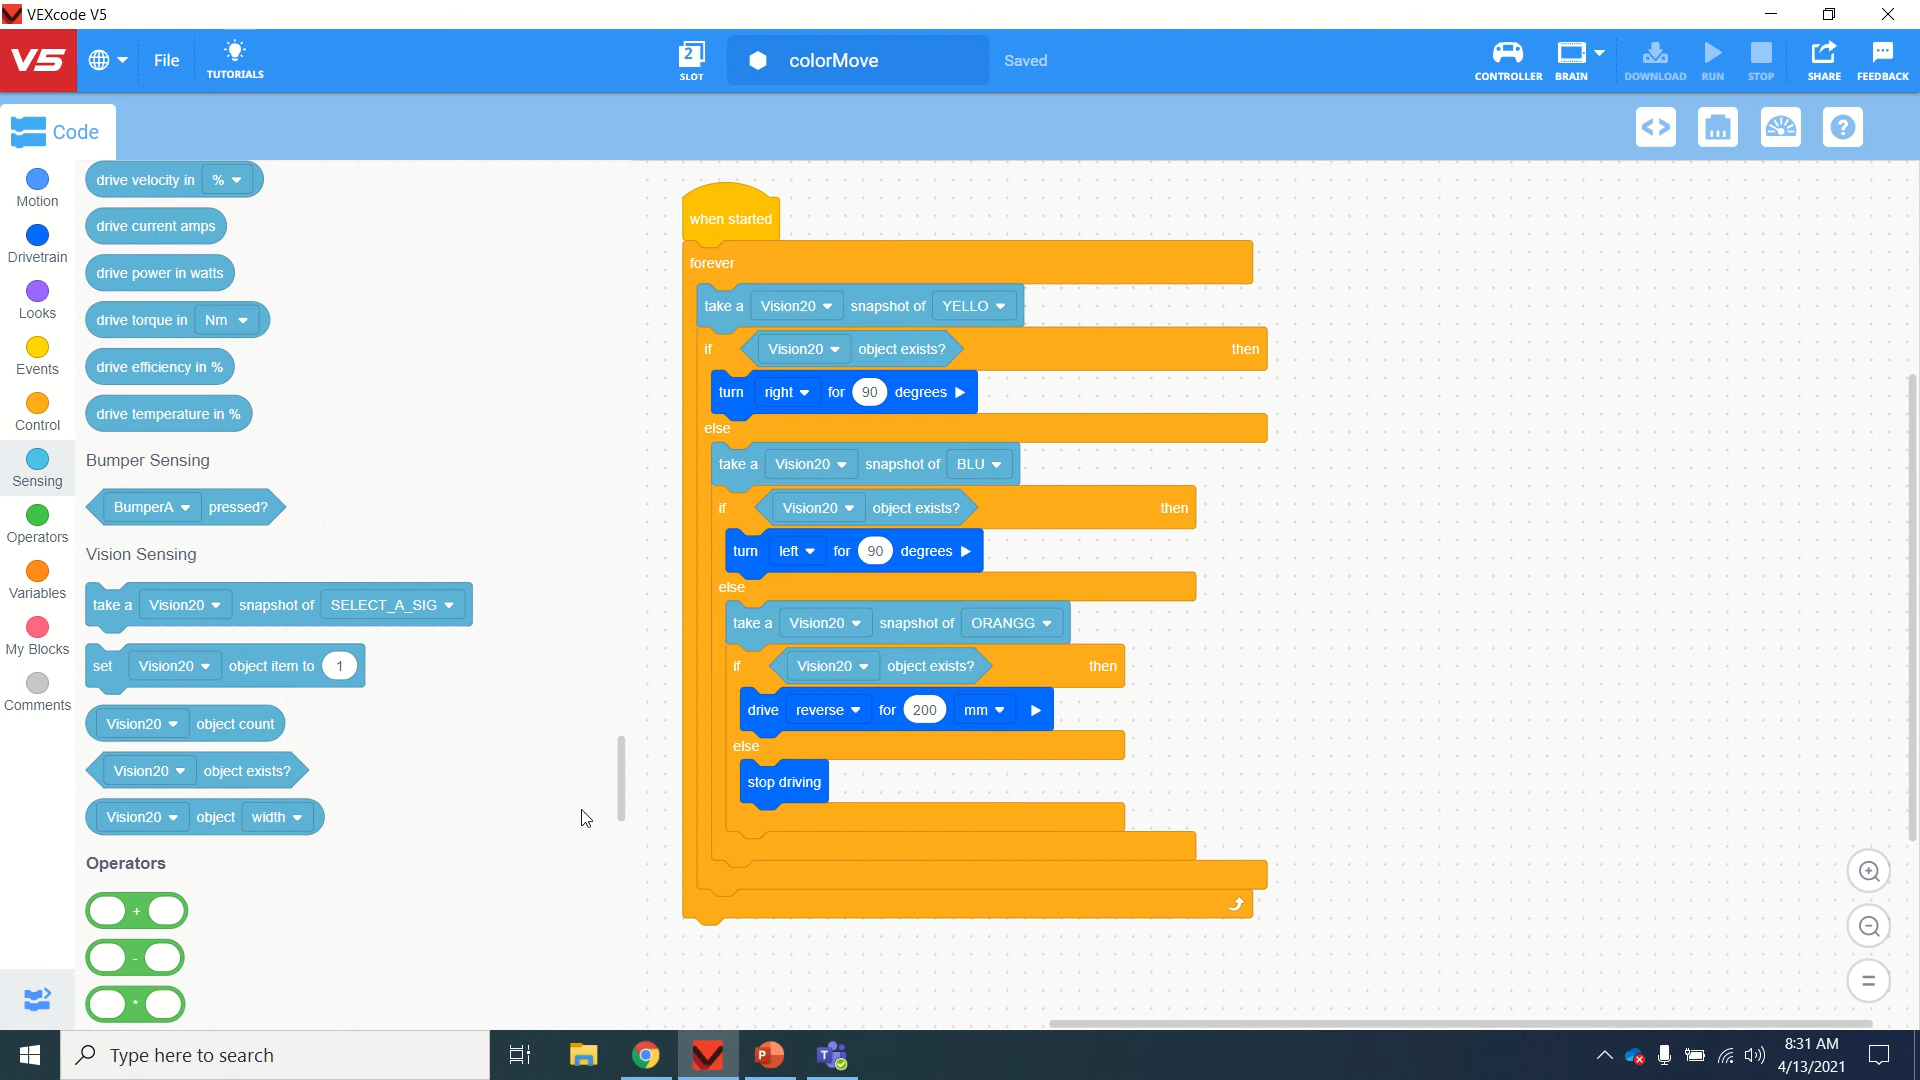 VEXcode V5
V5
File
TUTORIALS
2
SLOT
colorMove
Saved
CONTROLLER
BRAIN
DOWNLOAD
RUN
STOP
SHARE
FEEDBACK
Code
Motion
Drivetrain
Looks
Events
Control
Sensing
Operators
Variables
My Blocks
Comments
drive velocity in %
drive current amps
drive power in watts
drive torque in Nm
drive efficiency in %
drive temperature in %
Bumper Sensing
BumperA pressed?
Vision Sensing
take a Vision20 snapshot of SELECT_A_SIG
set Vision20 object item to 1
Vision20 object count
Vision20 object exists?
Vision20 object width
Operators
+
-
*
when started
forever
take a Vision20 snapshot of YELLO
if Vision20 object exists? then
turn right for 90 degrees
else
take a Vision20 snapshot of BLU
if Vision20 object exists? then
turn left for 90 degrees
else
take a Vision20 snapshot of ORANGG
if Vision20 object exists? then
drive reverse for 200 mm
else
stop driving
Type here to search
8:31 AM
4/13/2021